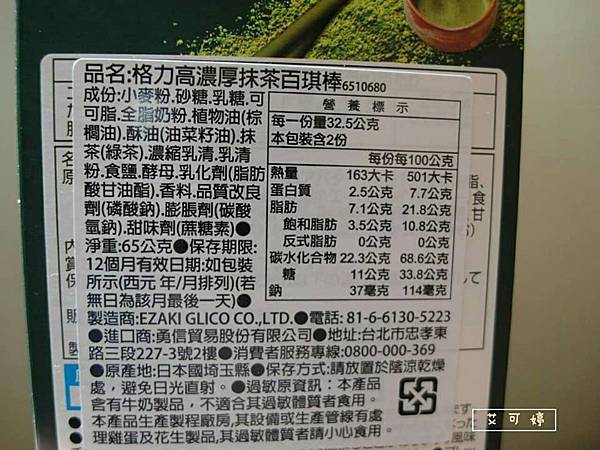 品名:格力高濃厚抹茶百琪棒6510680
成份:小麥粉.砂糖.乳糖.可
可脂.全脂奶粉.植物油(棕
櫚油).酥油(油菜籽油).抹
茶(綠茶).濃縮乳清.乳清
粉.食鹽.酵母.乳化劑(脂肪
酸甘油酯).香料.品質改良
劑(磷酸鈉).膨脹劑(碳酸
氫鈉).甜味劑(蔗糖素)●
淨重:65公克●保存期限:
12個月有效日期:如包裝
所示(西元 年/月排列)(若
無日為該月最後一天)●
營養標示
每一份量32.5公克
本包裝含2份
每份每100公克
熱量 163大卡 501大卡
蛋白質 2.5公克 7.7公克
脂肪 7.1公克 21.8公克
飽和脂肪 3.5公克 10.8公克
反式脂肪 0公克 0公克
碳水化合物 22.3公克 68.6公克
糖 11公克 33.8公克
鈉 37毫克 114毫克
製造商:EZAKI GLICO CO.,LTD.●電話: 81-6-6130-5223
●進口商:勇信貿易股份有限公司●地址:台北市忠孝東
路三段227-3號2樓●消費者服務專線:0800-000-369
●原產地:日本國埼玉縣●保存方式:請放置於陰涼乾燥
處，避免日光直射。●過敏原資訊：本產品
含有牛奶製品，不適合其過敏體質者食用。
本產品生產製程廠房,其設備或生產管線有處
理雞蛋及花生製品,其過敏體質者請小心食用。
艾可婷